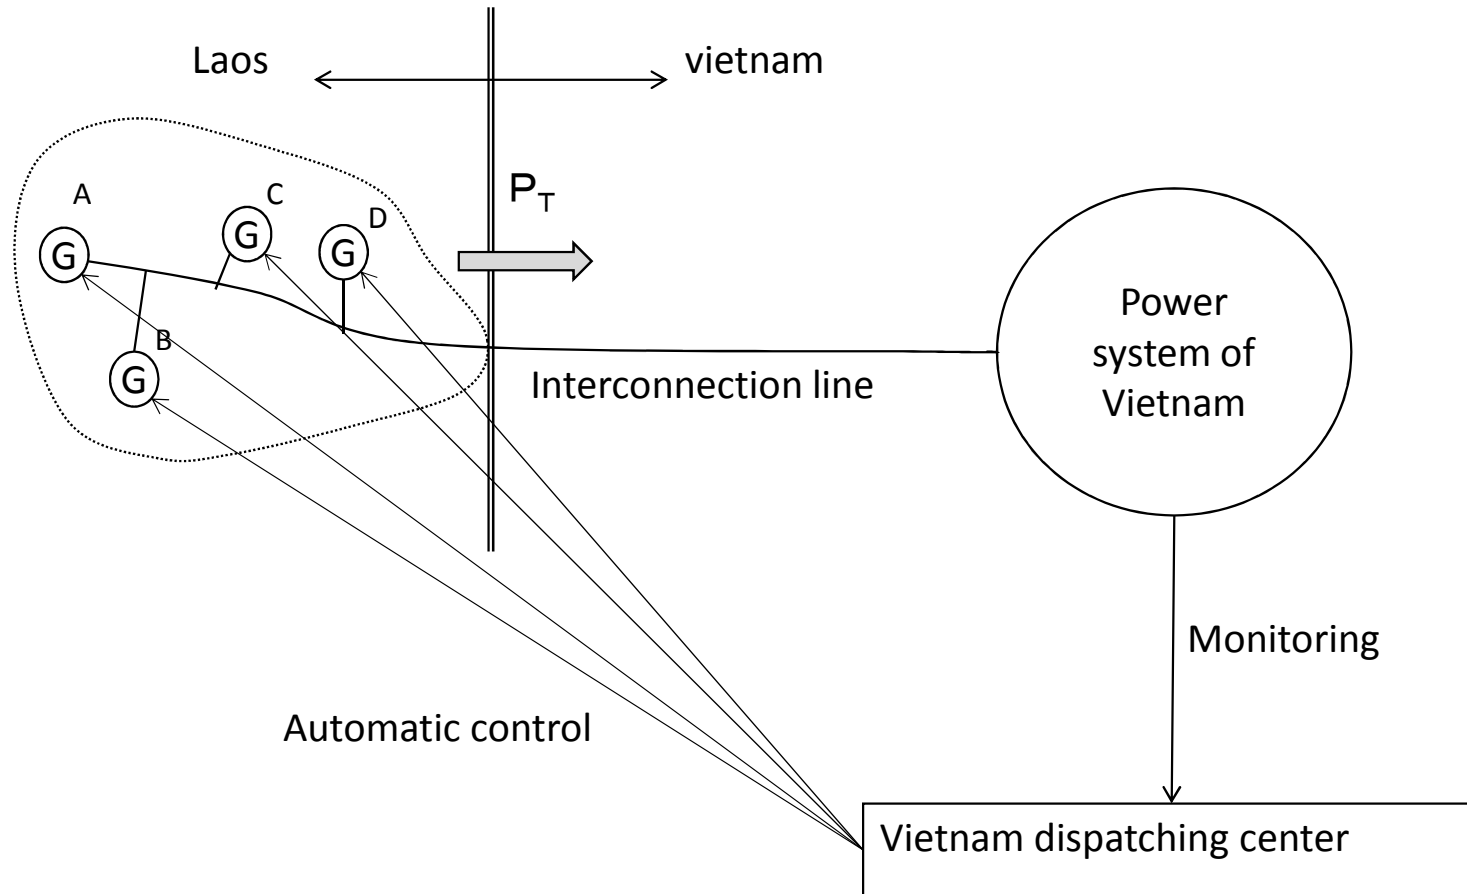 Laos
vietnam
P_T
A
C
D
G
G
G
B
G
Interconnection line
Power
system of
Vietnam
Monitoring
Automatic control
Vietnam dispatching center